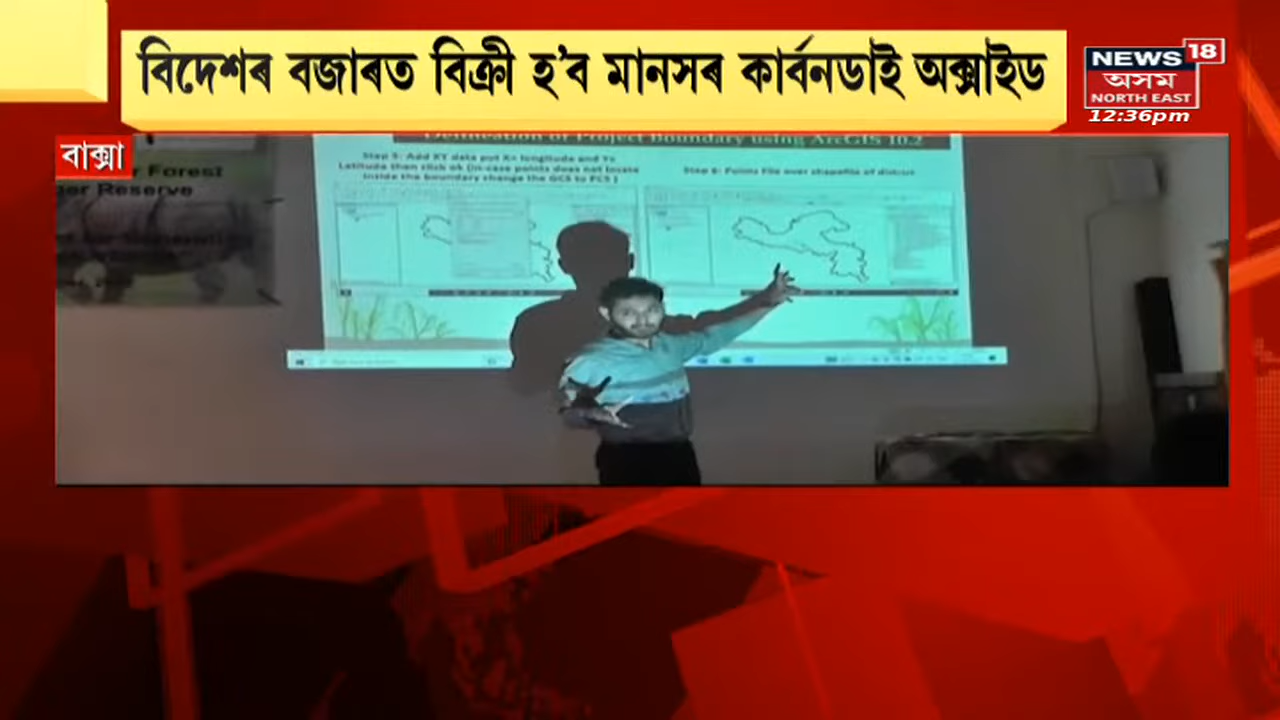 বিদেশৰ বজাৰত বিক্ৰী হ'ব মানসৰ কাৰ্বনডাই অক্সাইড
NEWS 18
অসম
NORTH EAST
12:36pm
বাক্সা
Forest
Reserve
Delineation of Project Boundary using ArcGIS 10.2
Step 5: Add XY data put X= longitude and Y=
Latitude then click ok (in case points does not locate
inside the boundary change the GCS to PCS )
Step 6: Points File over shapefile of district